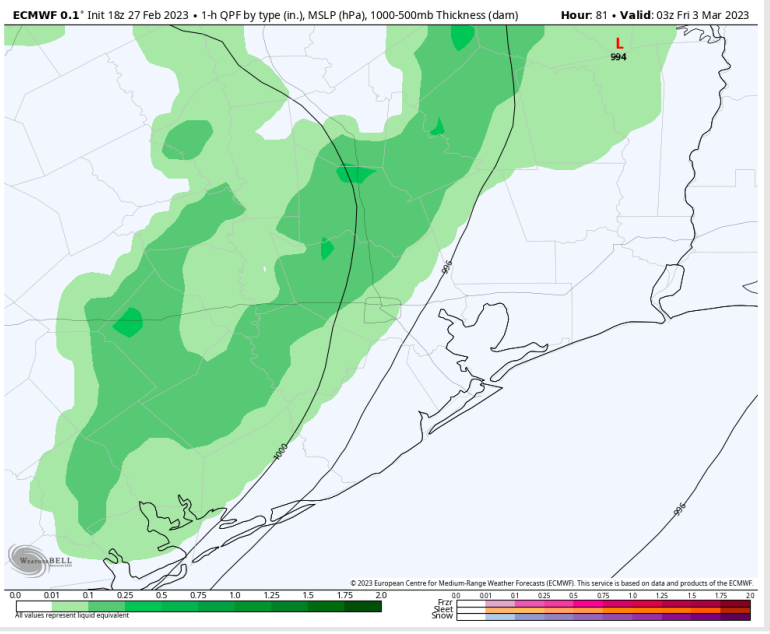 ECMWF 0.1° Init 18z 27 Feb 2023 • 1-h QPF by type (in.), MSLP (hPa), 1000-500mb Thickness (dam) Hour: 81 • Valid: 03z Fri 3 Mar 2023
L
994
996
1000
996
WEATHERBELL
© 2023 European Centre for Medium-Range Weather Forecasts (ECMWF). This service is based on data and products of the ECMWF.
0.0 0.01 0.1 0.25 0.5 0.75 1.0 1.25 1.5 1.75 2.0
0.0 0.01 0.1 0.25 0.5 0.75 1.0 1.25 1.5 1.75 2.0
Frzr
Sleet
Snow
All values represent liquid equivalent